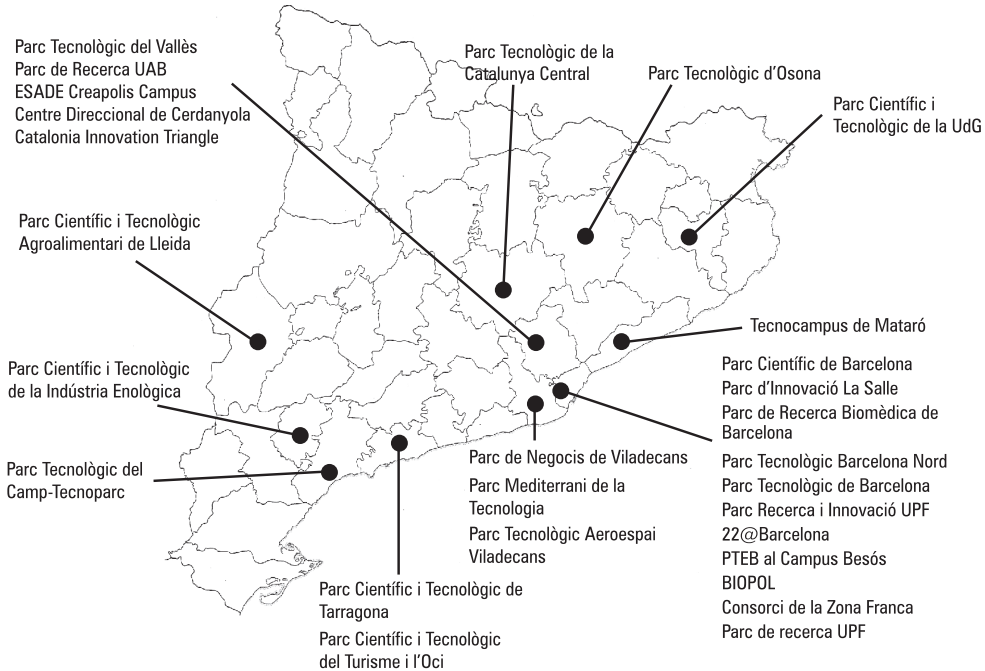 Parc Tecnològic del Vallès
Parc de Recerca UAB
ESADE Creapolis Campus
Centre Direccional de Cerdanyola
Catalonia Innovation Triangle
Parc Tecnològic de la
Catalunya Central
Parc Tecnològic d'Osona
Parc Científic i
Tecnològic de la UdG
Parc Científic i Tecnològic
Agroalimentari de Lleida
Parc Científic i Tecnològic
de la Indústria Enològica
Parc Tecnològic del
Camp-Tecnoparc
Parc Científic i Tecnològic de
Tarragona
Parc Científic i Tecnològic
del Turisme i l'Oci
Parc de Negocis de Viladecans
Parc Mediterrani de la
Tecnologia
Parc Tecnològic Aeroespai
Viladecans
Tecnocampus de Mataró
Parc Científic de Barcelona
Parc d'Innovació La Salle
Parc de Recerca Biomèdica de
Barcelona
Parc Tecnològic Barcelona Nord
Parc Tecnològic de Barcelona
Parc Recerca i Innovació UPF
22@Barcelona
PTEB al Campus Besós
BIOPOL
Consorci de la Zona Franca
Parc de recerca UPF